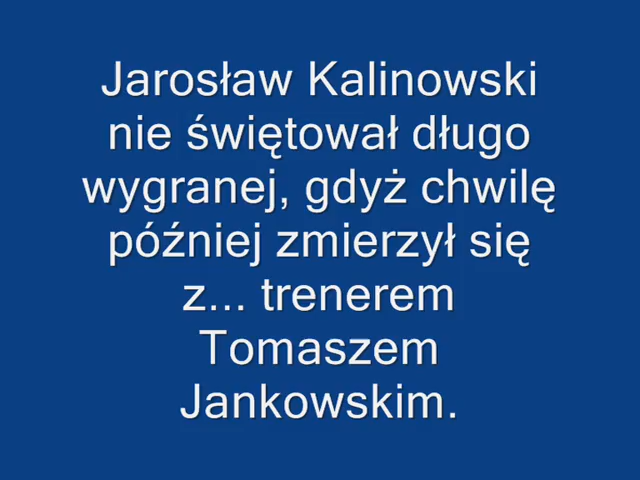 Jarosław Kalinowski
nie świętował długo
wygranej, gdyż chwilę
później zmierzył się
z... trenerem
Tomaszem
Jankowskim.